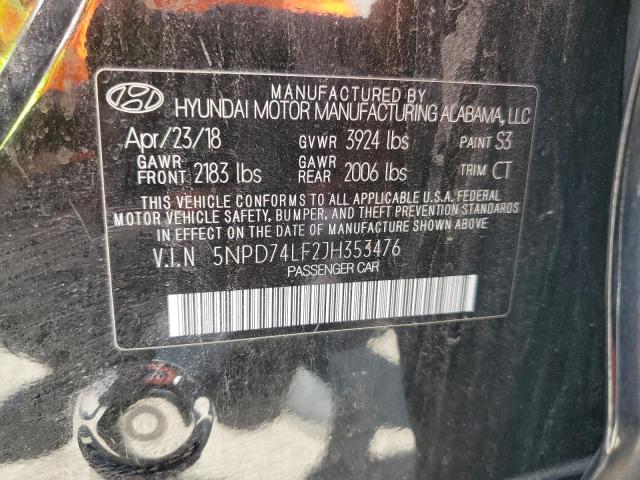 MANUFACTURED BY
HYUNDAI MOTOR MANUFACTURING ALABAMA, LLC
Apr/23/18 GVWR 3924 lbs PAINT S3
GAWR FRONT 2183 lbs GAWR REAR 2006 lbs TRIM CT
THIS VEHICLE CONFORMS TO ALL APPLICABLE U.S.A. FEDERAL
MOTOR VEHICLE SAFETY, BUMPER, AND THEFT PREVENTION STANDARDS
IN EFFECT ON THE DATE OF MANUFACTURE SHOWN ABOVE.
V.I.N 5NPD74LF2JH353476
PASSENGER CAR